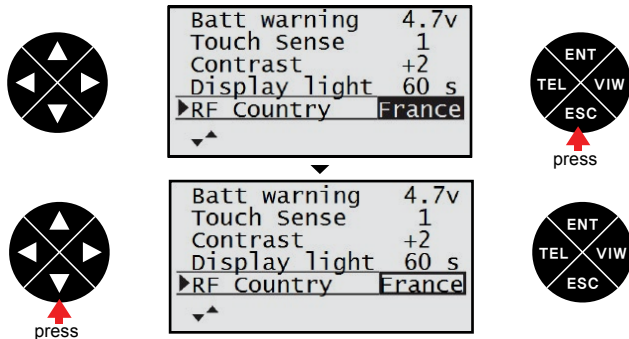 Batt warning 4.7v
Touch Sense 1
Contrast +2
Display light 60 s
RF Country France
ENT
TEL VIW
ESC
press
Batt warning 4.7v
Touch Sense 1
Contrast +2
Display light 60 s
RF Country France
ENT
TEL VIW
ESC
press